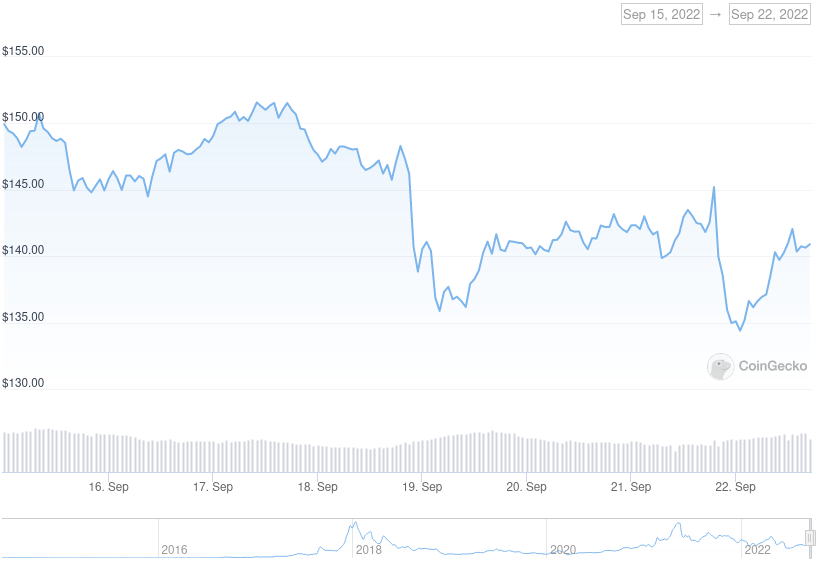 Sep 15, 2022 → Sep 22, 2022
$155.00
$150.00
$145.00
$140.00
$135.00
CoinGecko
$130.00
16. Sep 17. Sep 18. Sep 19. Sep 20. Sep 21. Sep 22. Sep
2016 2018 2020 2022